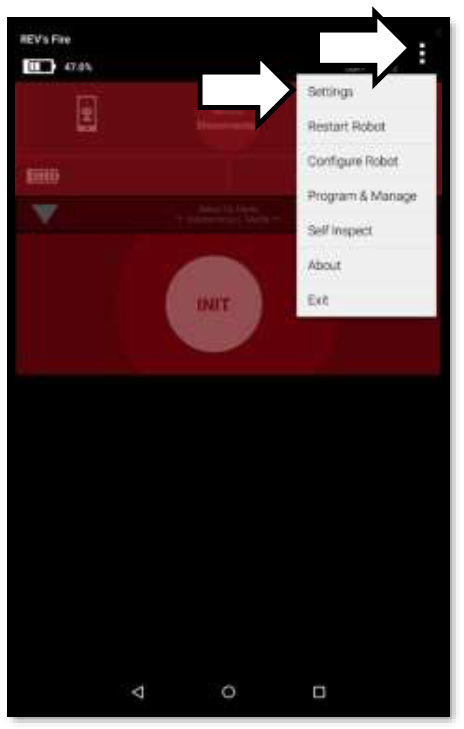 REV's Fire
47.0%
Settings
Restart Robot
Configure Robot
Program & Manage
Self Inspect
About
Exit
INIT